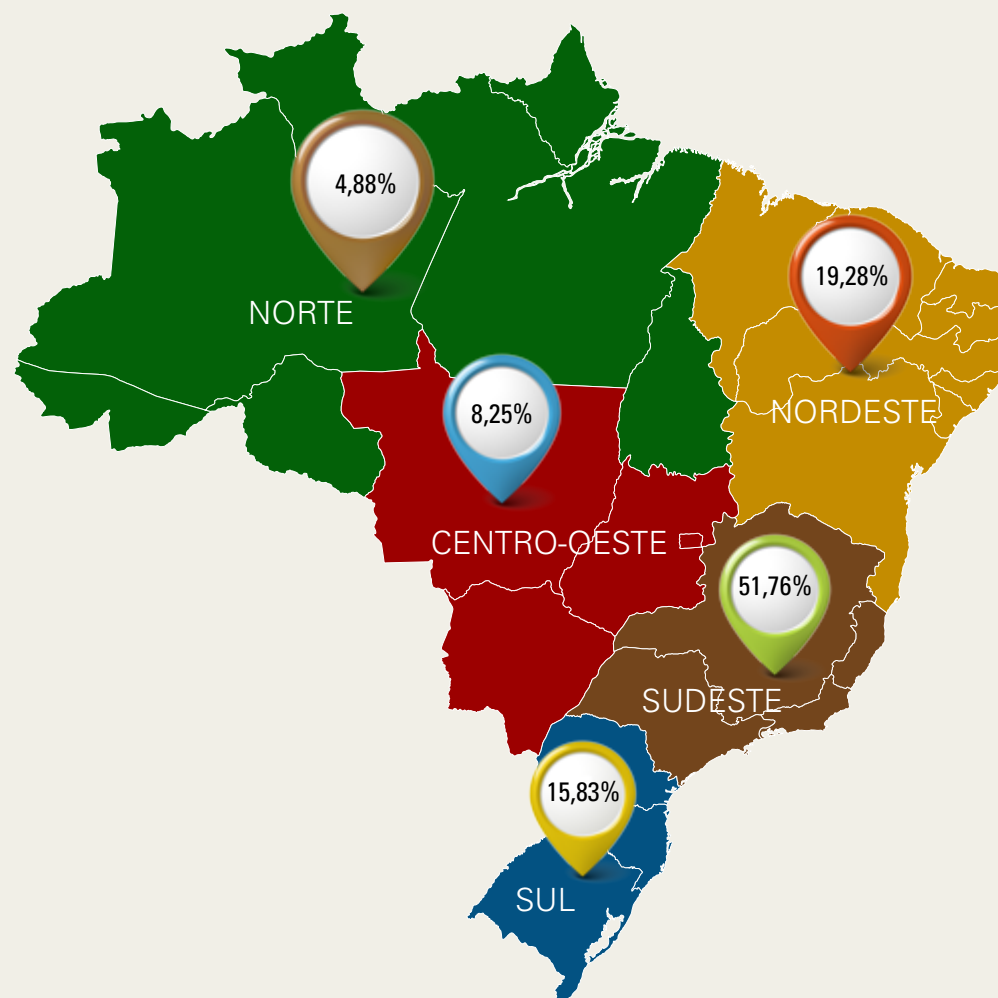 4,88%
NORTE
19,28%
NORDESTE
8,25%
CENTRO-OESTE
51,76%
SUDESTE
15,83%
SUL